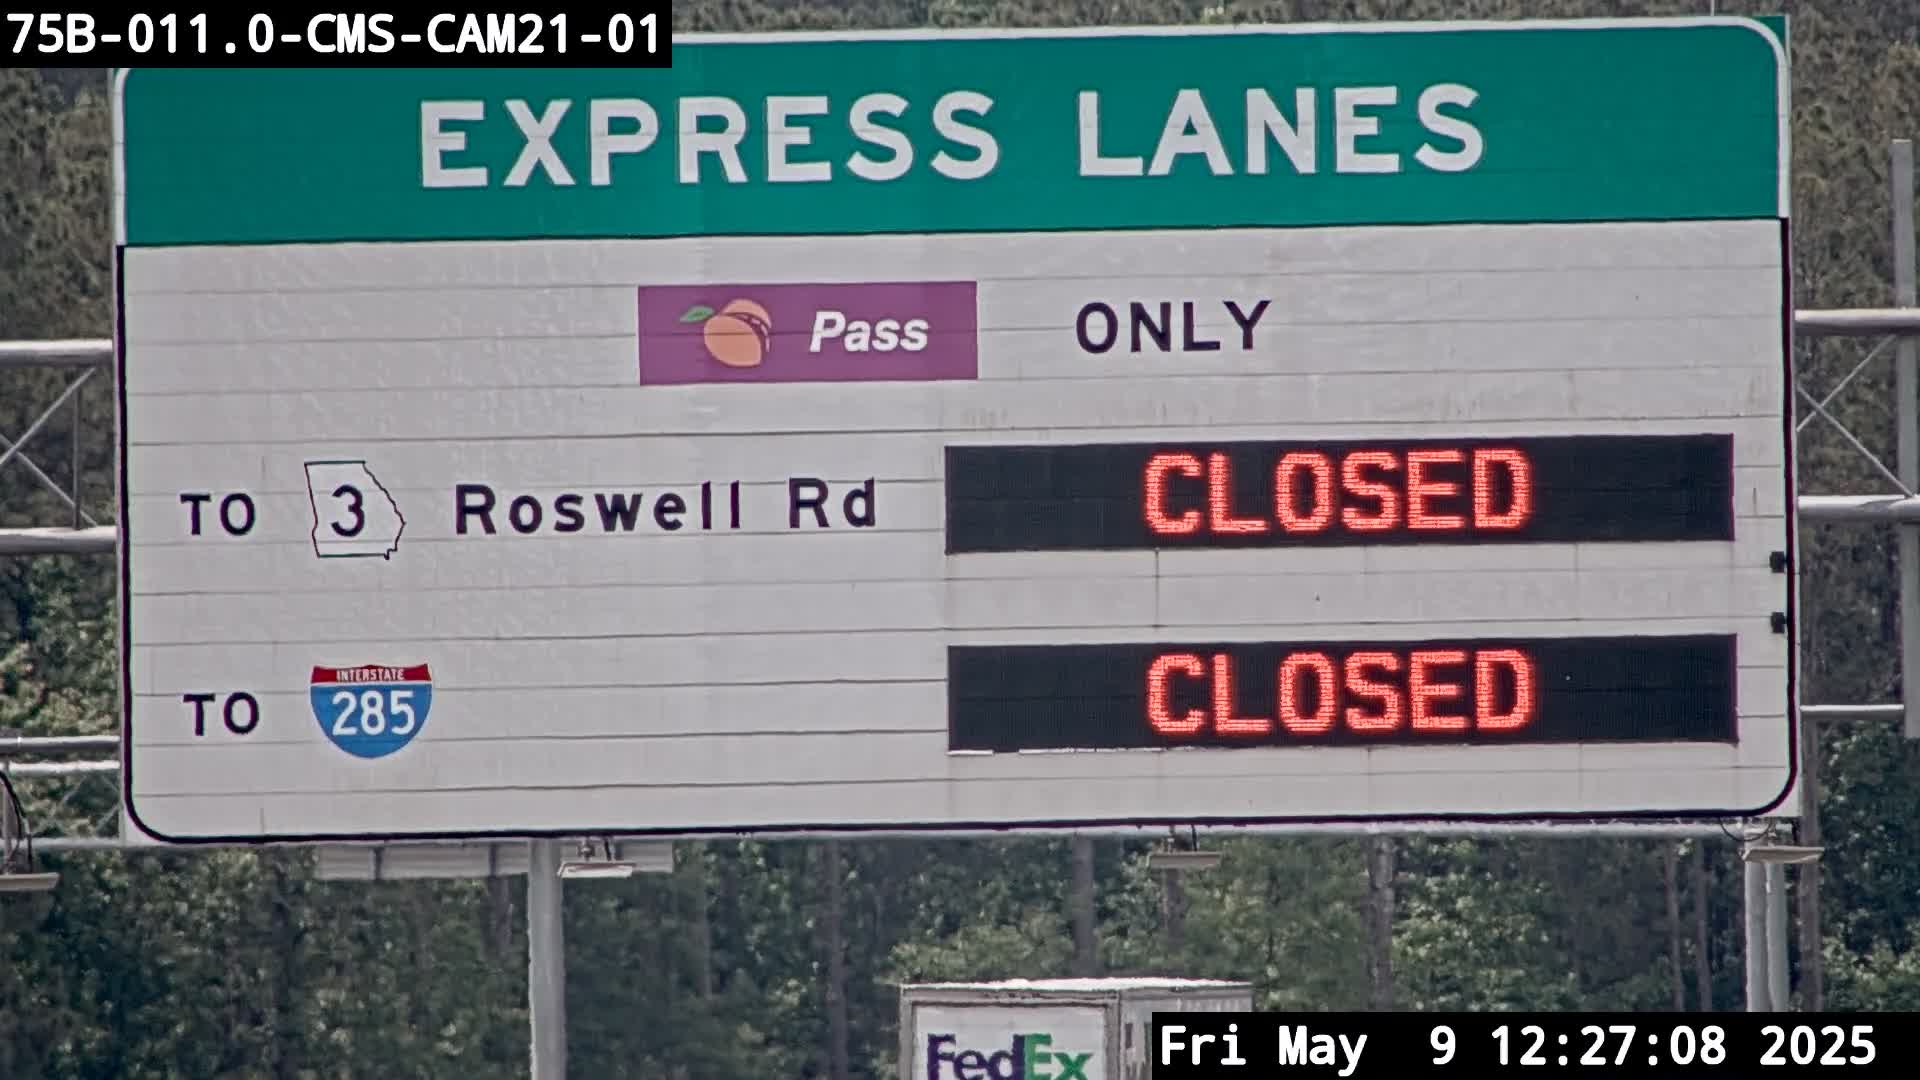 75B-011.0-CMS-CAM21-01
EXPRESS LANES
Pass ONLY
TO 3 Roswell Rd CLOSED
INTERSTATE
TO 285 CLOSED
FedEx
Fri May 9 12:27:08 2025